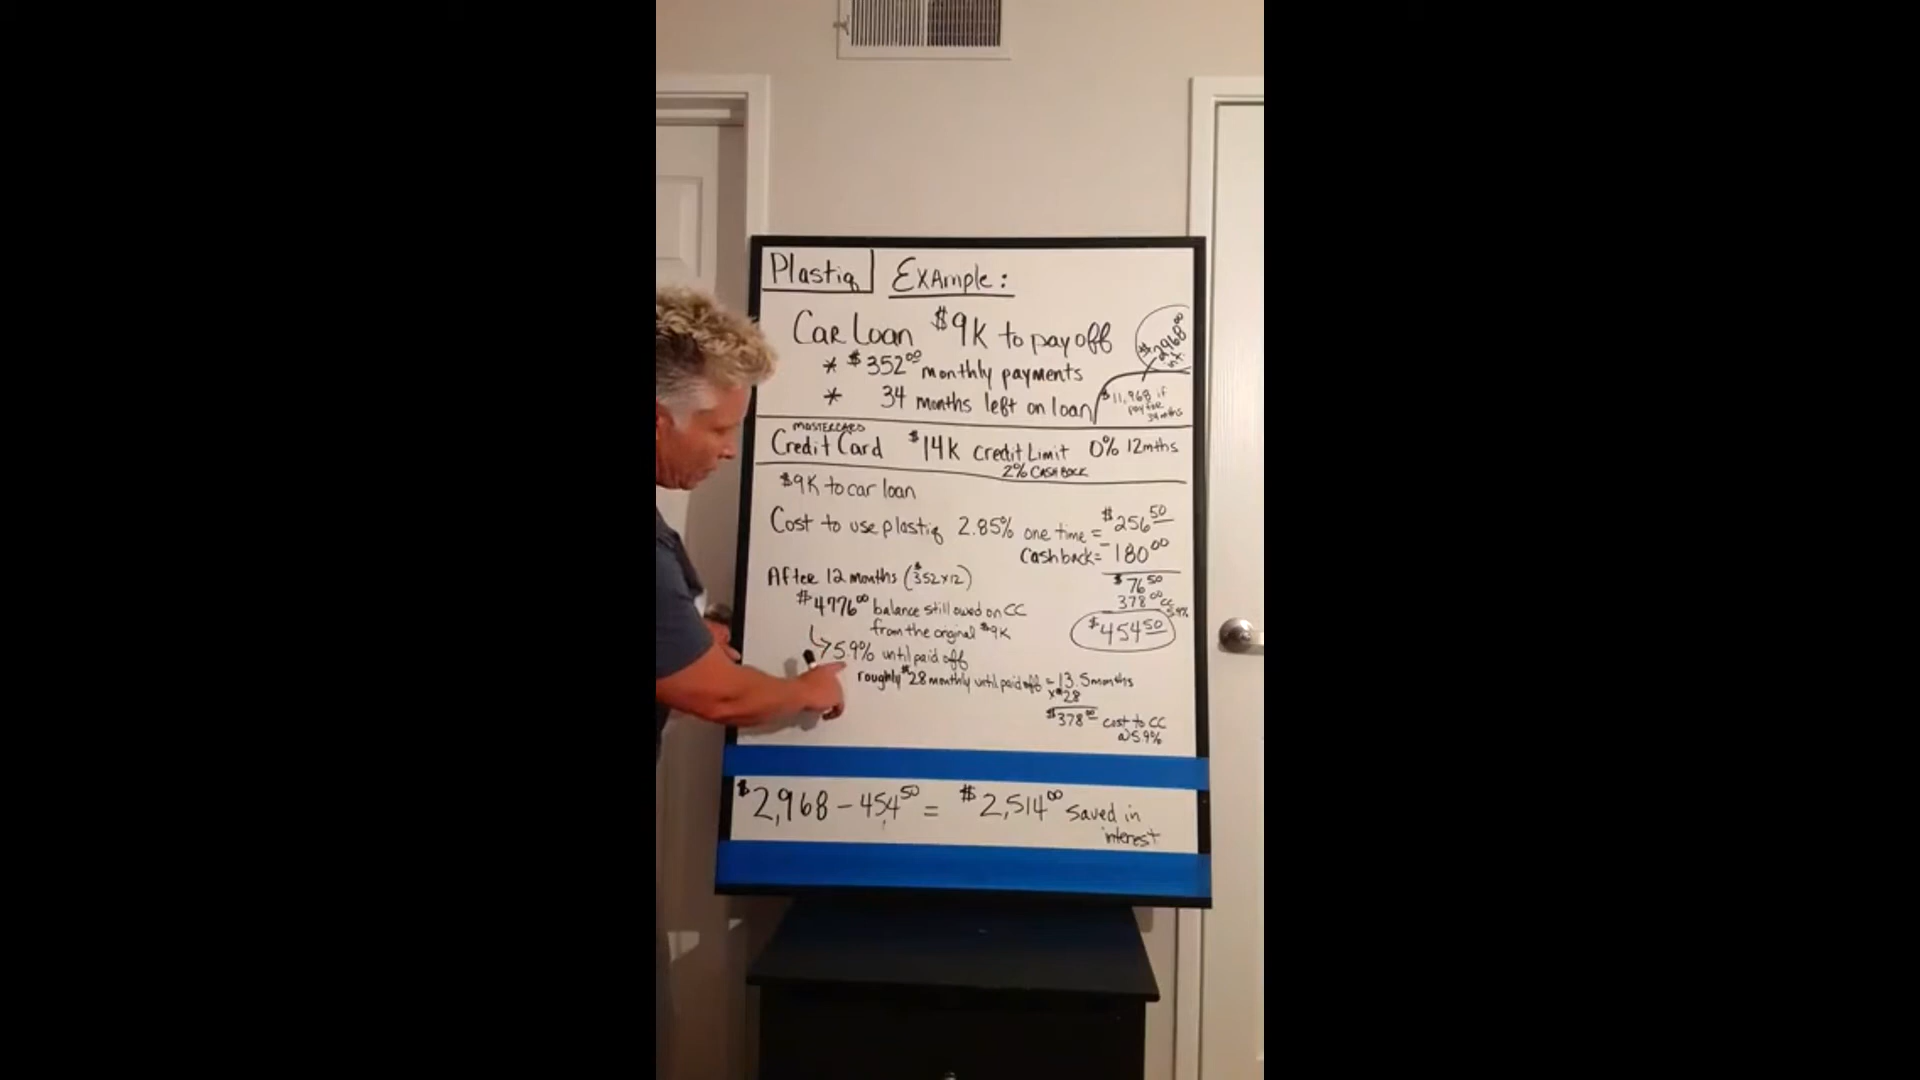 Plastiq Example:
Car Loan $9K to pay off
* $352.00 monthly payments
* 34 months left on loan
$2968.00
int.
$11,968 if
pay for
34 mths
MASTERCARD
Credit Card $14K credit Limit 0% 12mths
2% CASH BACK
$9K to car loan
Cost to use plastiq 2.85% one time = $256.50
Cashback = -180.00
$76.50
378.00 CC
5.9%
$454.50
After 12 months ($352x12)
$4776.00 balance still owed on CC
from the original $9K
5.9% until paid off
roughly $28 monthly until paid off = 13.5 months
x $28
$378.00 cost to CC
@ 5.9%
$2,968 - 454.50 = $2,514.00 saved in
interest